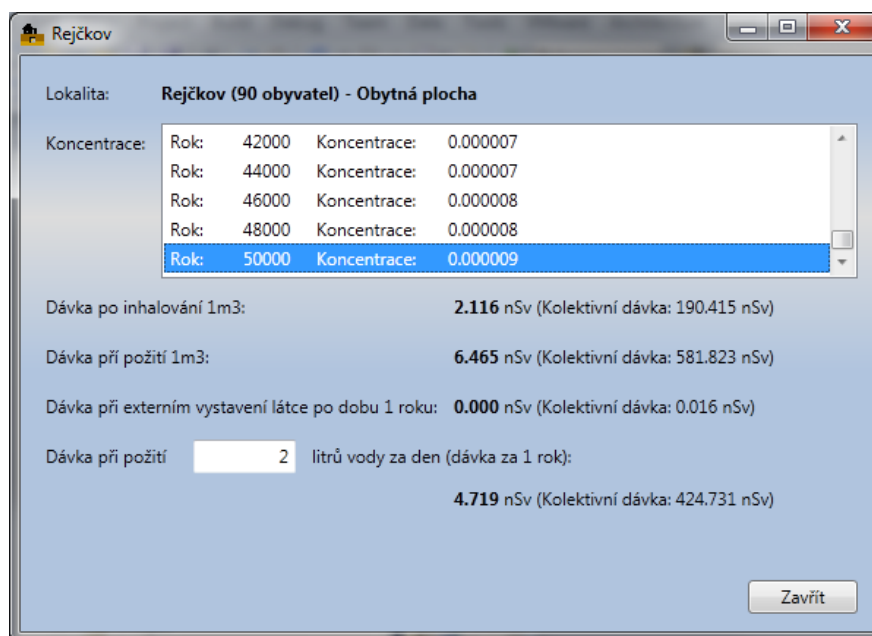 Rejčkov
Lokalita: Rejčkov (90 obyvatel) - Obytná plocha
Koncentrace:
Rok: 42000 Koncentrace: 0.000007
Rok: 44000 Koncentrace: 0.000007
Rok: 46000 Koncentrace: 0.000008
Rok: 48000 Koncentrace: 0.000008
Rok: 50000 Koncentrace: 0.000009
Dávka po inhalování 1m3: 2.116 nSv (Kolektivní dávka: 190.415 nSv)
Dávka pří požití 1m3: 6.465 nSv (Kolektivní dávka: 581.823 nSv)
Dávka při externím vystavení látce po dobu 1 roku: 0.000 nSv (Kolektivní dávka: 0.016 nSv)
Dávka při požití 2 litrů vody za den (dávka za 1 rok):
4.719 nSv (Kolektivní dávka: 424.731 nSv)
Zavřít